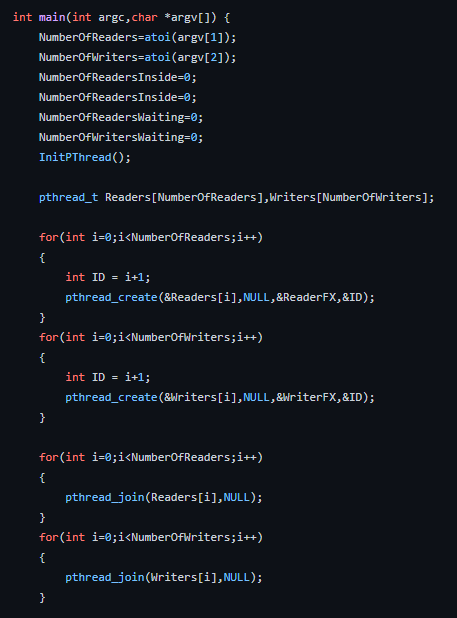 int main(int argc,char *argv[]) {
    NumberOfReaders=atoi(argv[1]);
    NumberOfWriters=atoi(argv[2]);
    NumberOfReadersInside=0;
    NumberOfReadersInside=0;
    NumberOfReadersWaiting=0;
    NumberOfWritersWaiting=0;
    InitPThread();

    pthread_t Readers[NumberOfReaders],Writers[NumberOfWriters];

    for(int i=0;i<NumberOfReaders;i++)
    {
        int ID = i+1;
        pthread_create(&Readers[i],NULL,&ReaderFX,&ID);
    }
    for(int i=0;i<NumberOfWriters;i++)
    {
        int ID = i+1;
        pthread_create(&Writers[i],NULL,&WriterFX,&ID);
    }

    for(int i=0;i<NumberOfReaders;i++)
    {
        pthread_join(Readers[i],NULL);
    }
    for(int i=0;i<NumberOfWriters;i++)
    {
        pthread_join(Writers[i],NULL);
    }